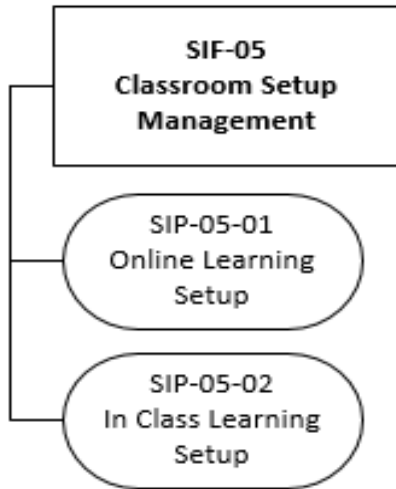 SIF-05
Classroom Setup
Management
SIP-05-01
Online Learning
Setup
SIP-05-02
In Class Learning
Setup